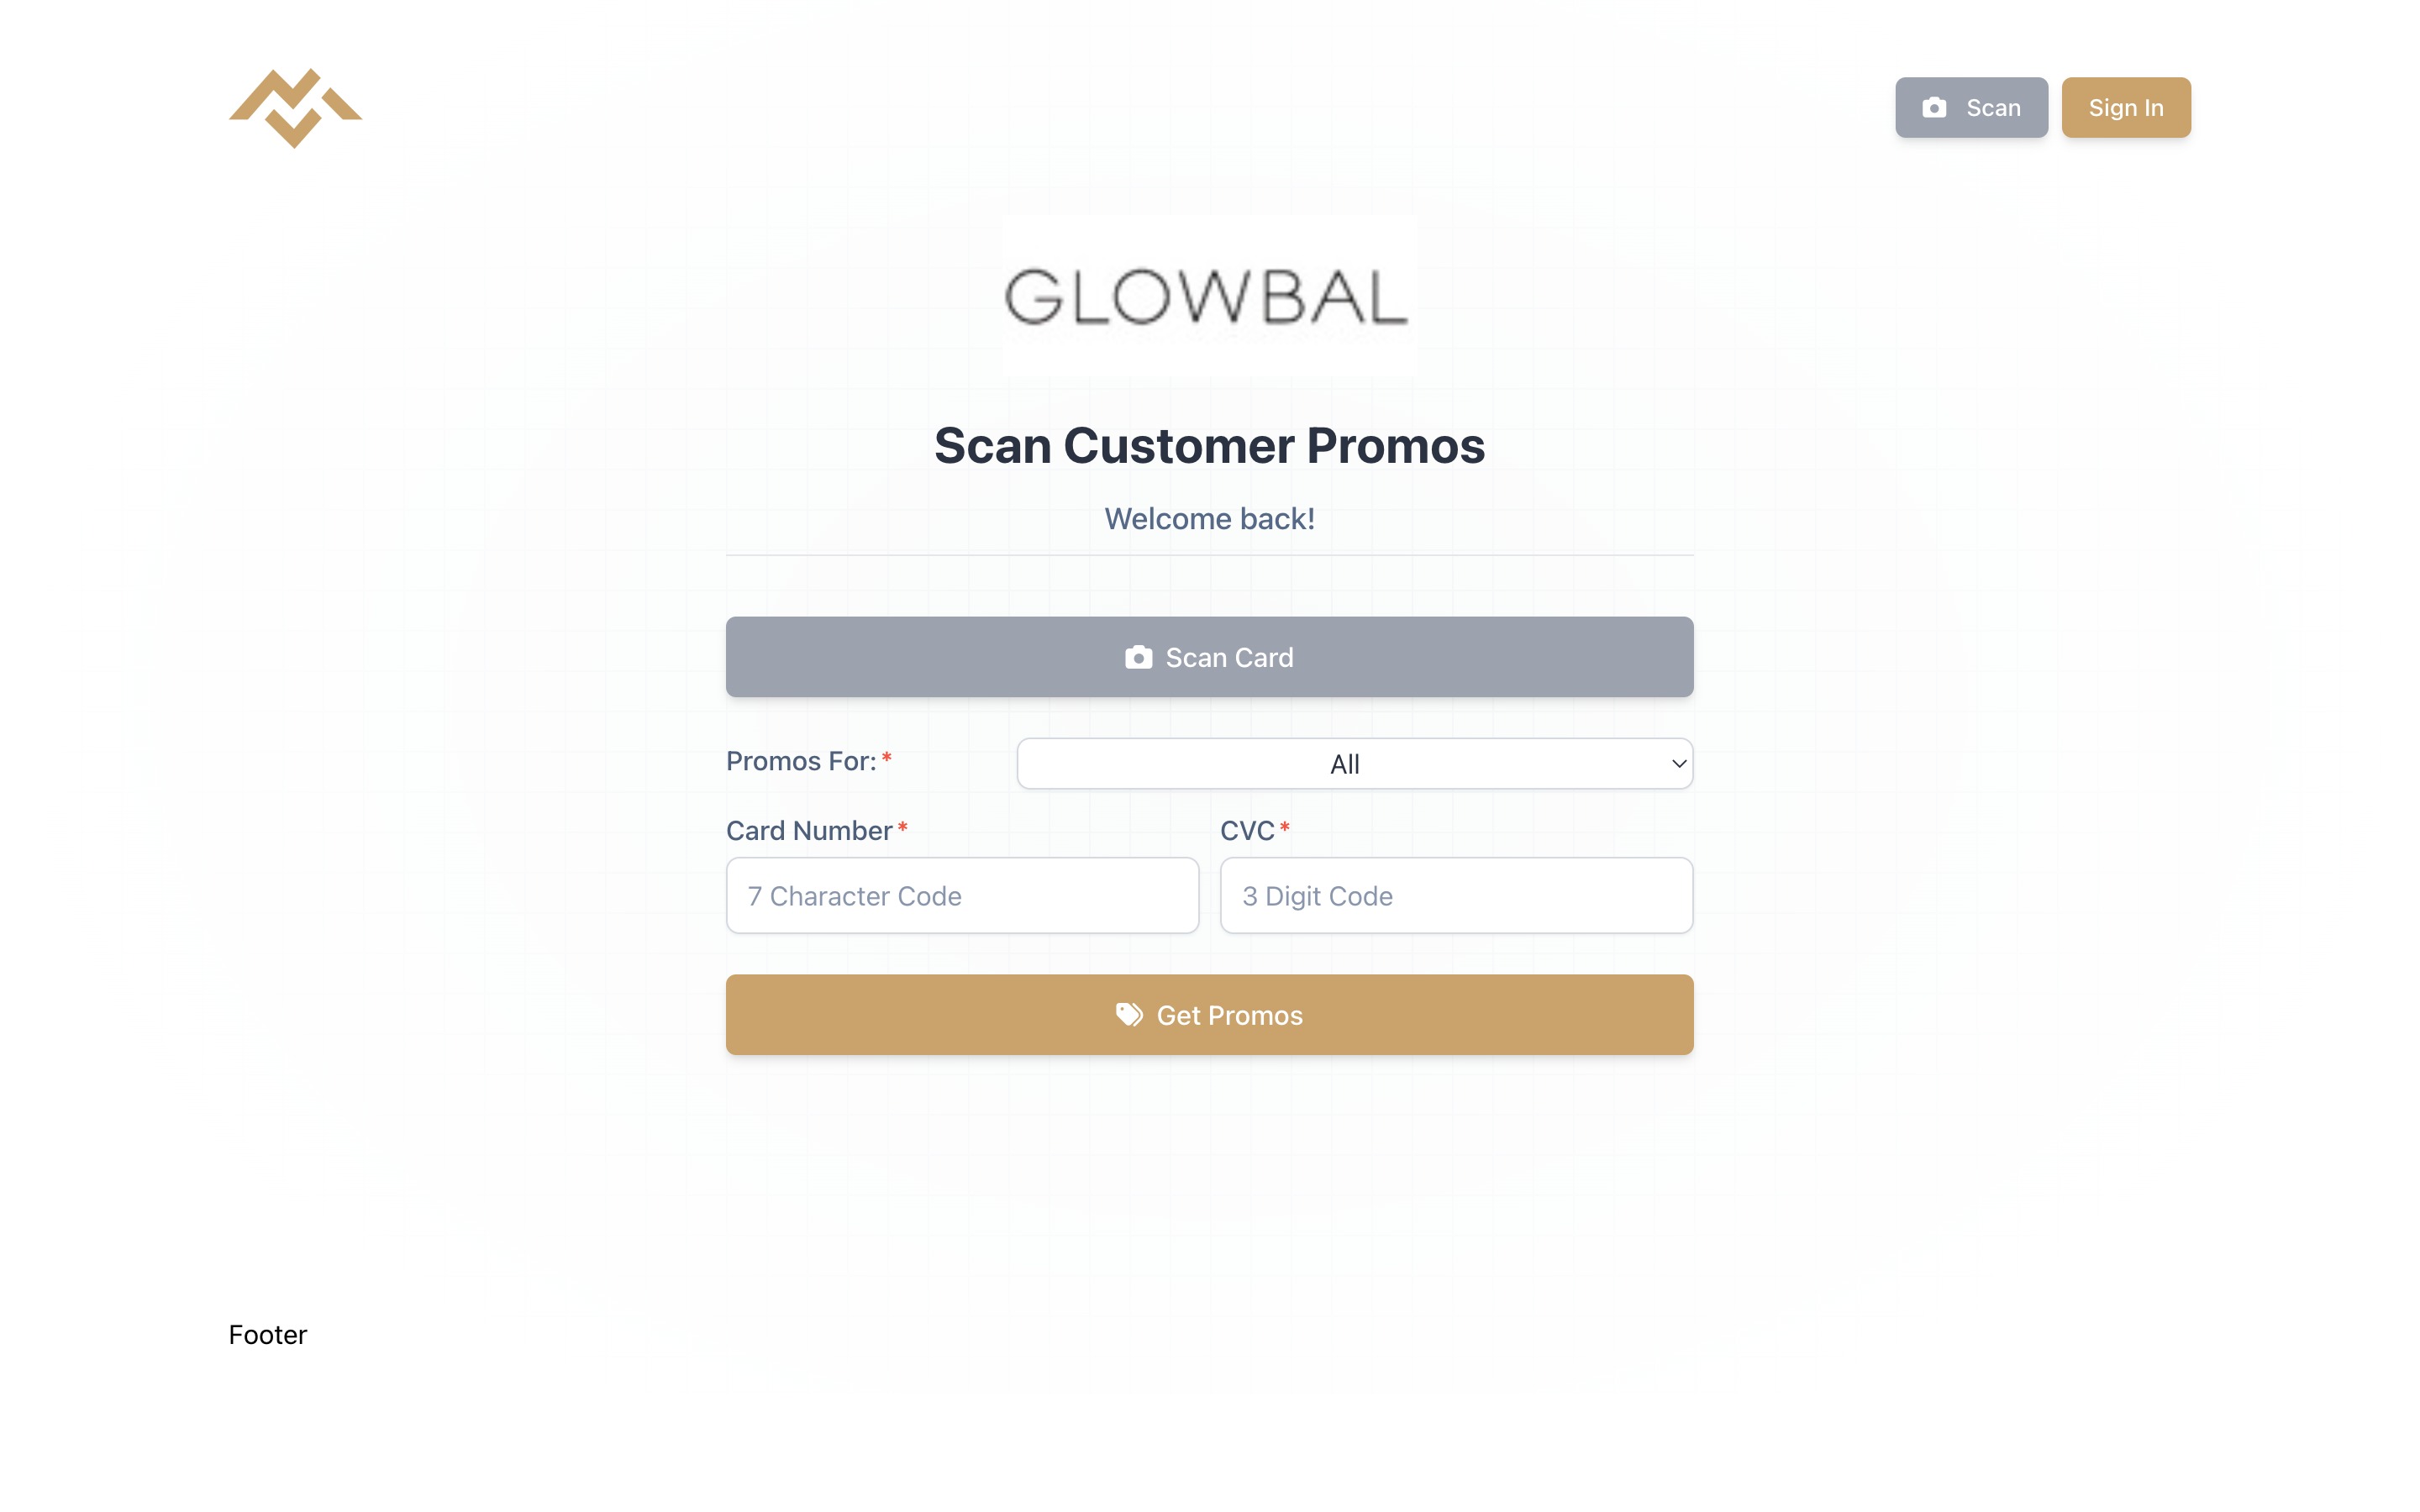 Scan Sign In
GLOWBAL
Scan Customer Promos
Welcome back!
Scan Card
Promos For:* All
Card Number* CVC*
7 Character Code 3 Digit Code
Get Promos
Footer